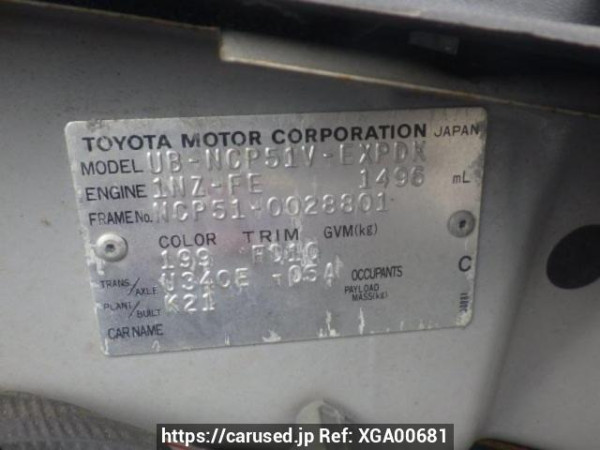 TOYOTA MOTOR CORPORATION JAPAN
MODEL UB-NCP51V-EXPDK
ENGINE 1NZ-FE 1496 mL
FRAME No. NCP51-0028801
COLOR TRIM GVM(kg)
199 FD10
TRANS/AXLE U340E -05A OCCUPANTS C
PLANT/BUILT K21 PAYLOAD MASS(kg)
CAR NAME
https://carused.jp Ref: XGA00681